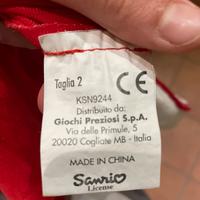 Taglia 2
CE
KSN9244
Distribuito da:
Giochi Preziosi S.p.A.
Via delle Primule, 5
20020 Cogliate MB - Italia
MADE IN CHINA
Sanrio
License